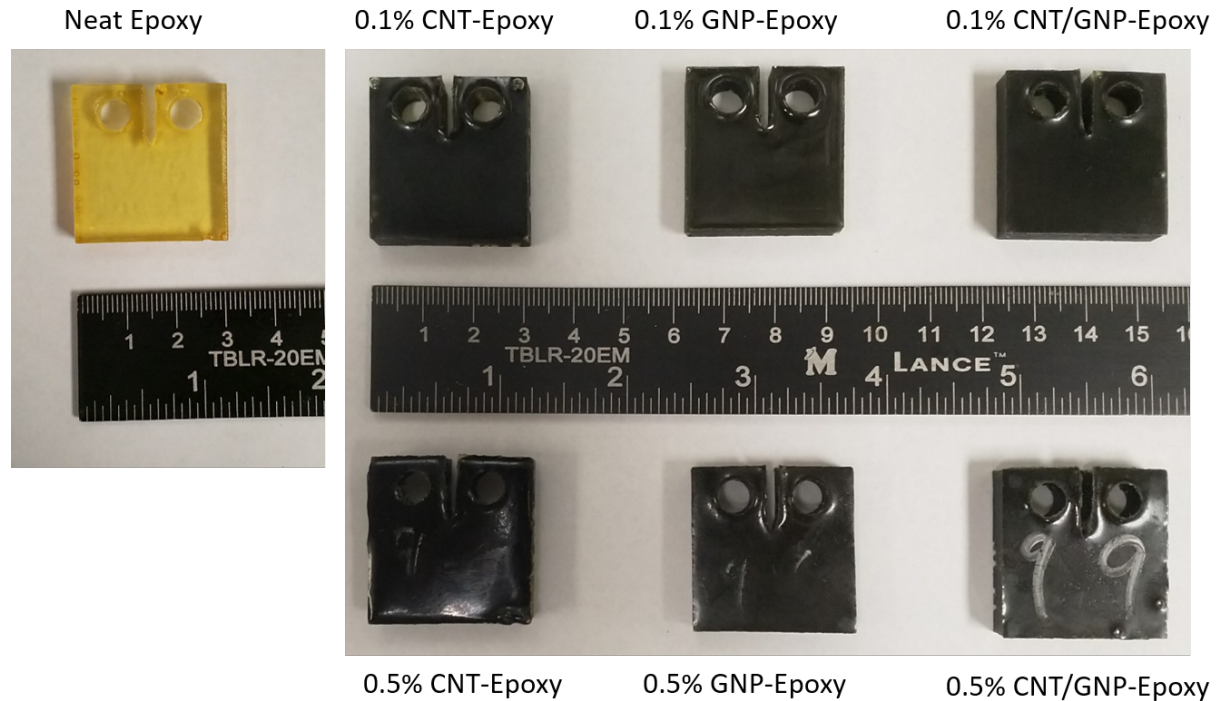 Neat Epoxy
0.1% CNT-Epoxy
0.1% GNP-Epoxy
0.1% CNT/GNP-Epoxy
1 2 3 4
TBLR-20EM
1 2
1 2 3 4 5 6 7 8 9 10 11 12 13 14 15
TBLR-20EM M LANCE™
1 2 3 4 5 6
9 9
0.5% CNT-Epoxy
0.5% GNP-Epoxy
0.5% CNT/GNP-Epoxy